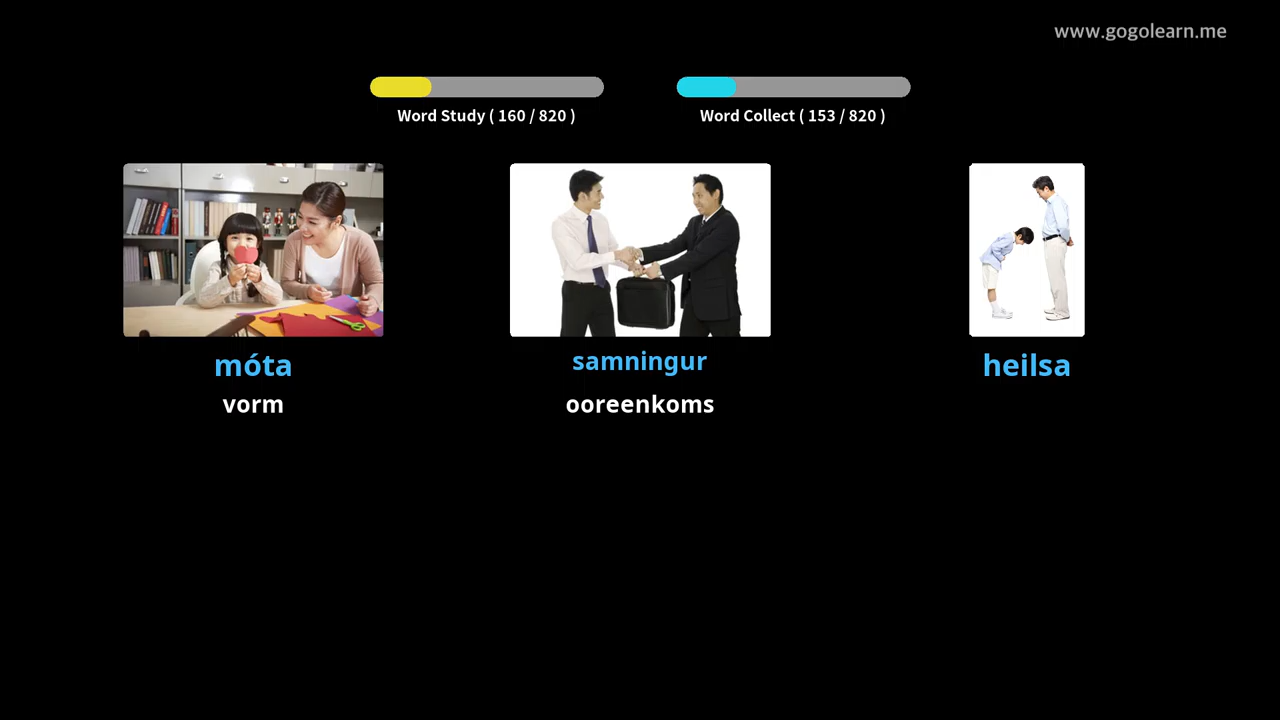 www.gogolearn.me
Word Study ( 160 / 820 )
Word Collect ( 153 / 820 )
móta
samningur
heilsa
vorm
ooreenkoms